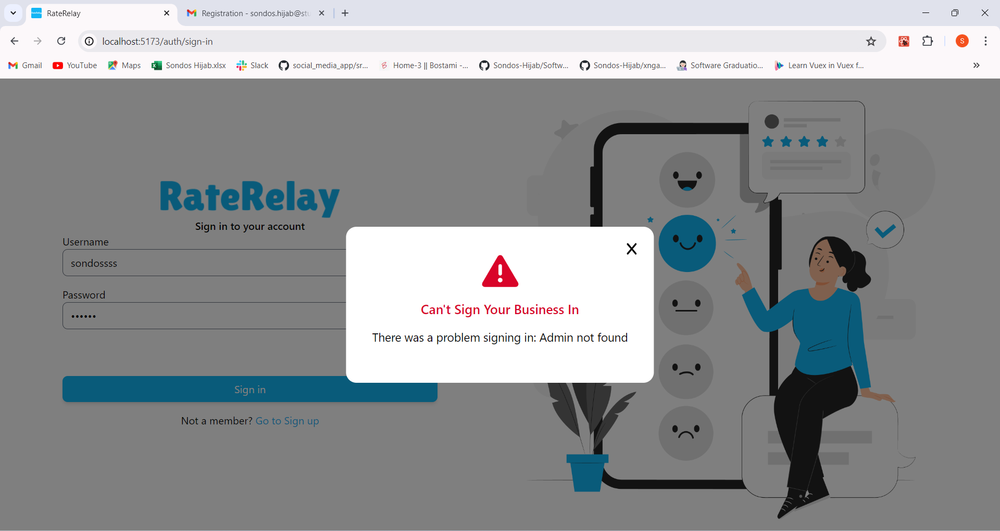 RateRelay
Registration - sondos.hijab@stu
localhost:5173/auth/sign-in
S
Gmail
YouTube
Maps
Sondos Hijab.xlsx
Slack
social_media_app/sr...
Home-3 || Bostami -...
Sondos-Hijab/Softw...
Sondos-Hijab/xnga...
Software Graduatio...
Learn Vuex in Vuex f...
RateRelay
Sign in to your account
Username
sondossss
Password
••••••
Sign in
Not a member? Go to Sign up
Can't Sign Your Business In
There was a problem signing in: Admin not found